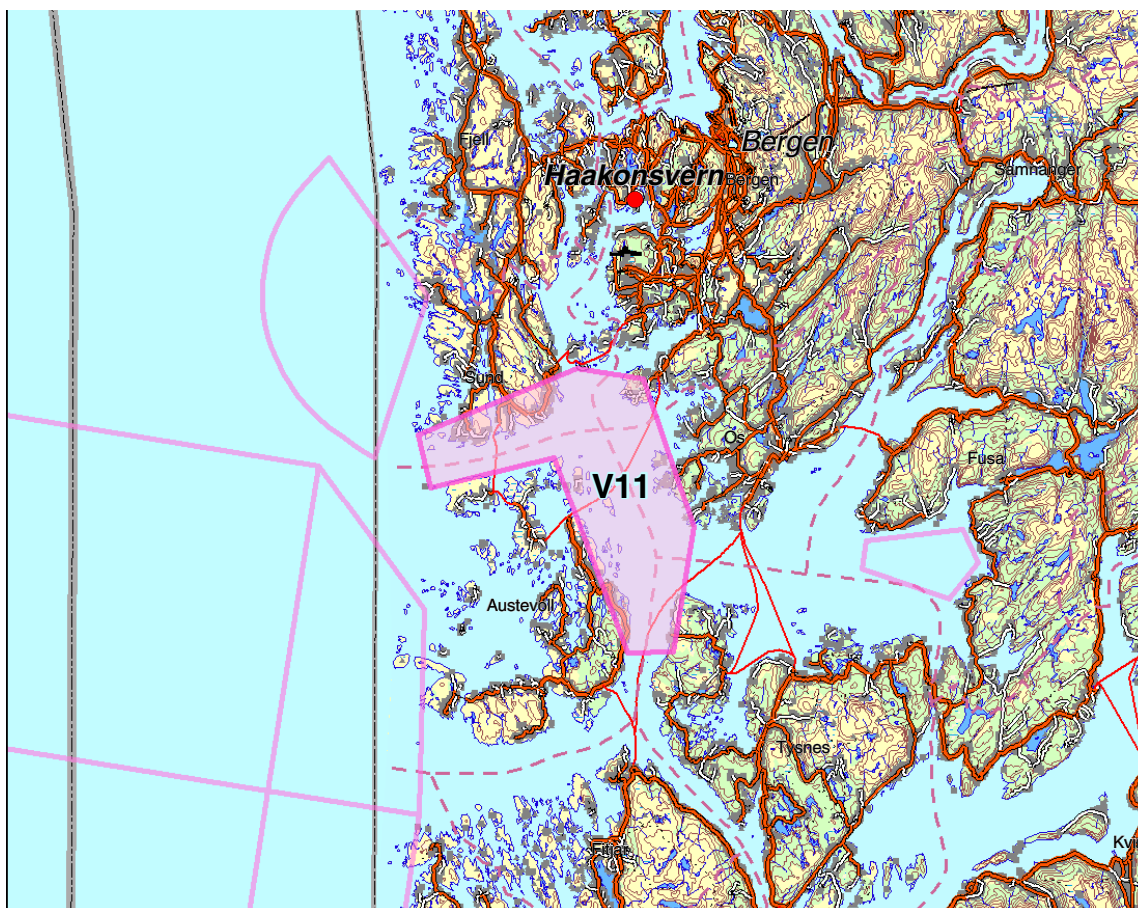 Bergen
Fjell
Haakonsvern
Bergen
Samnanger
Sund
Os
Fusa
V11
Austevoll
Tysnes
Fitjar